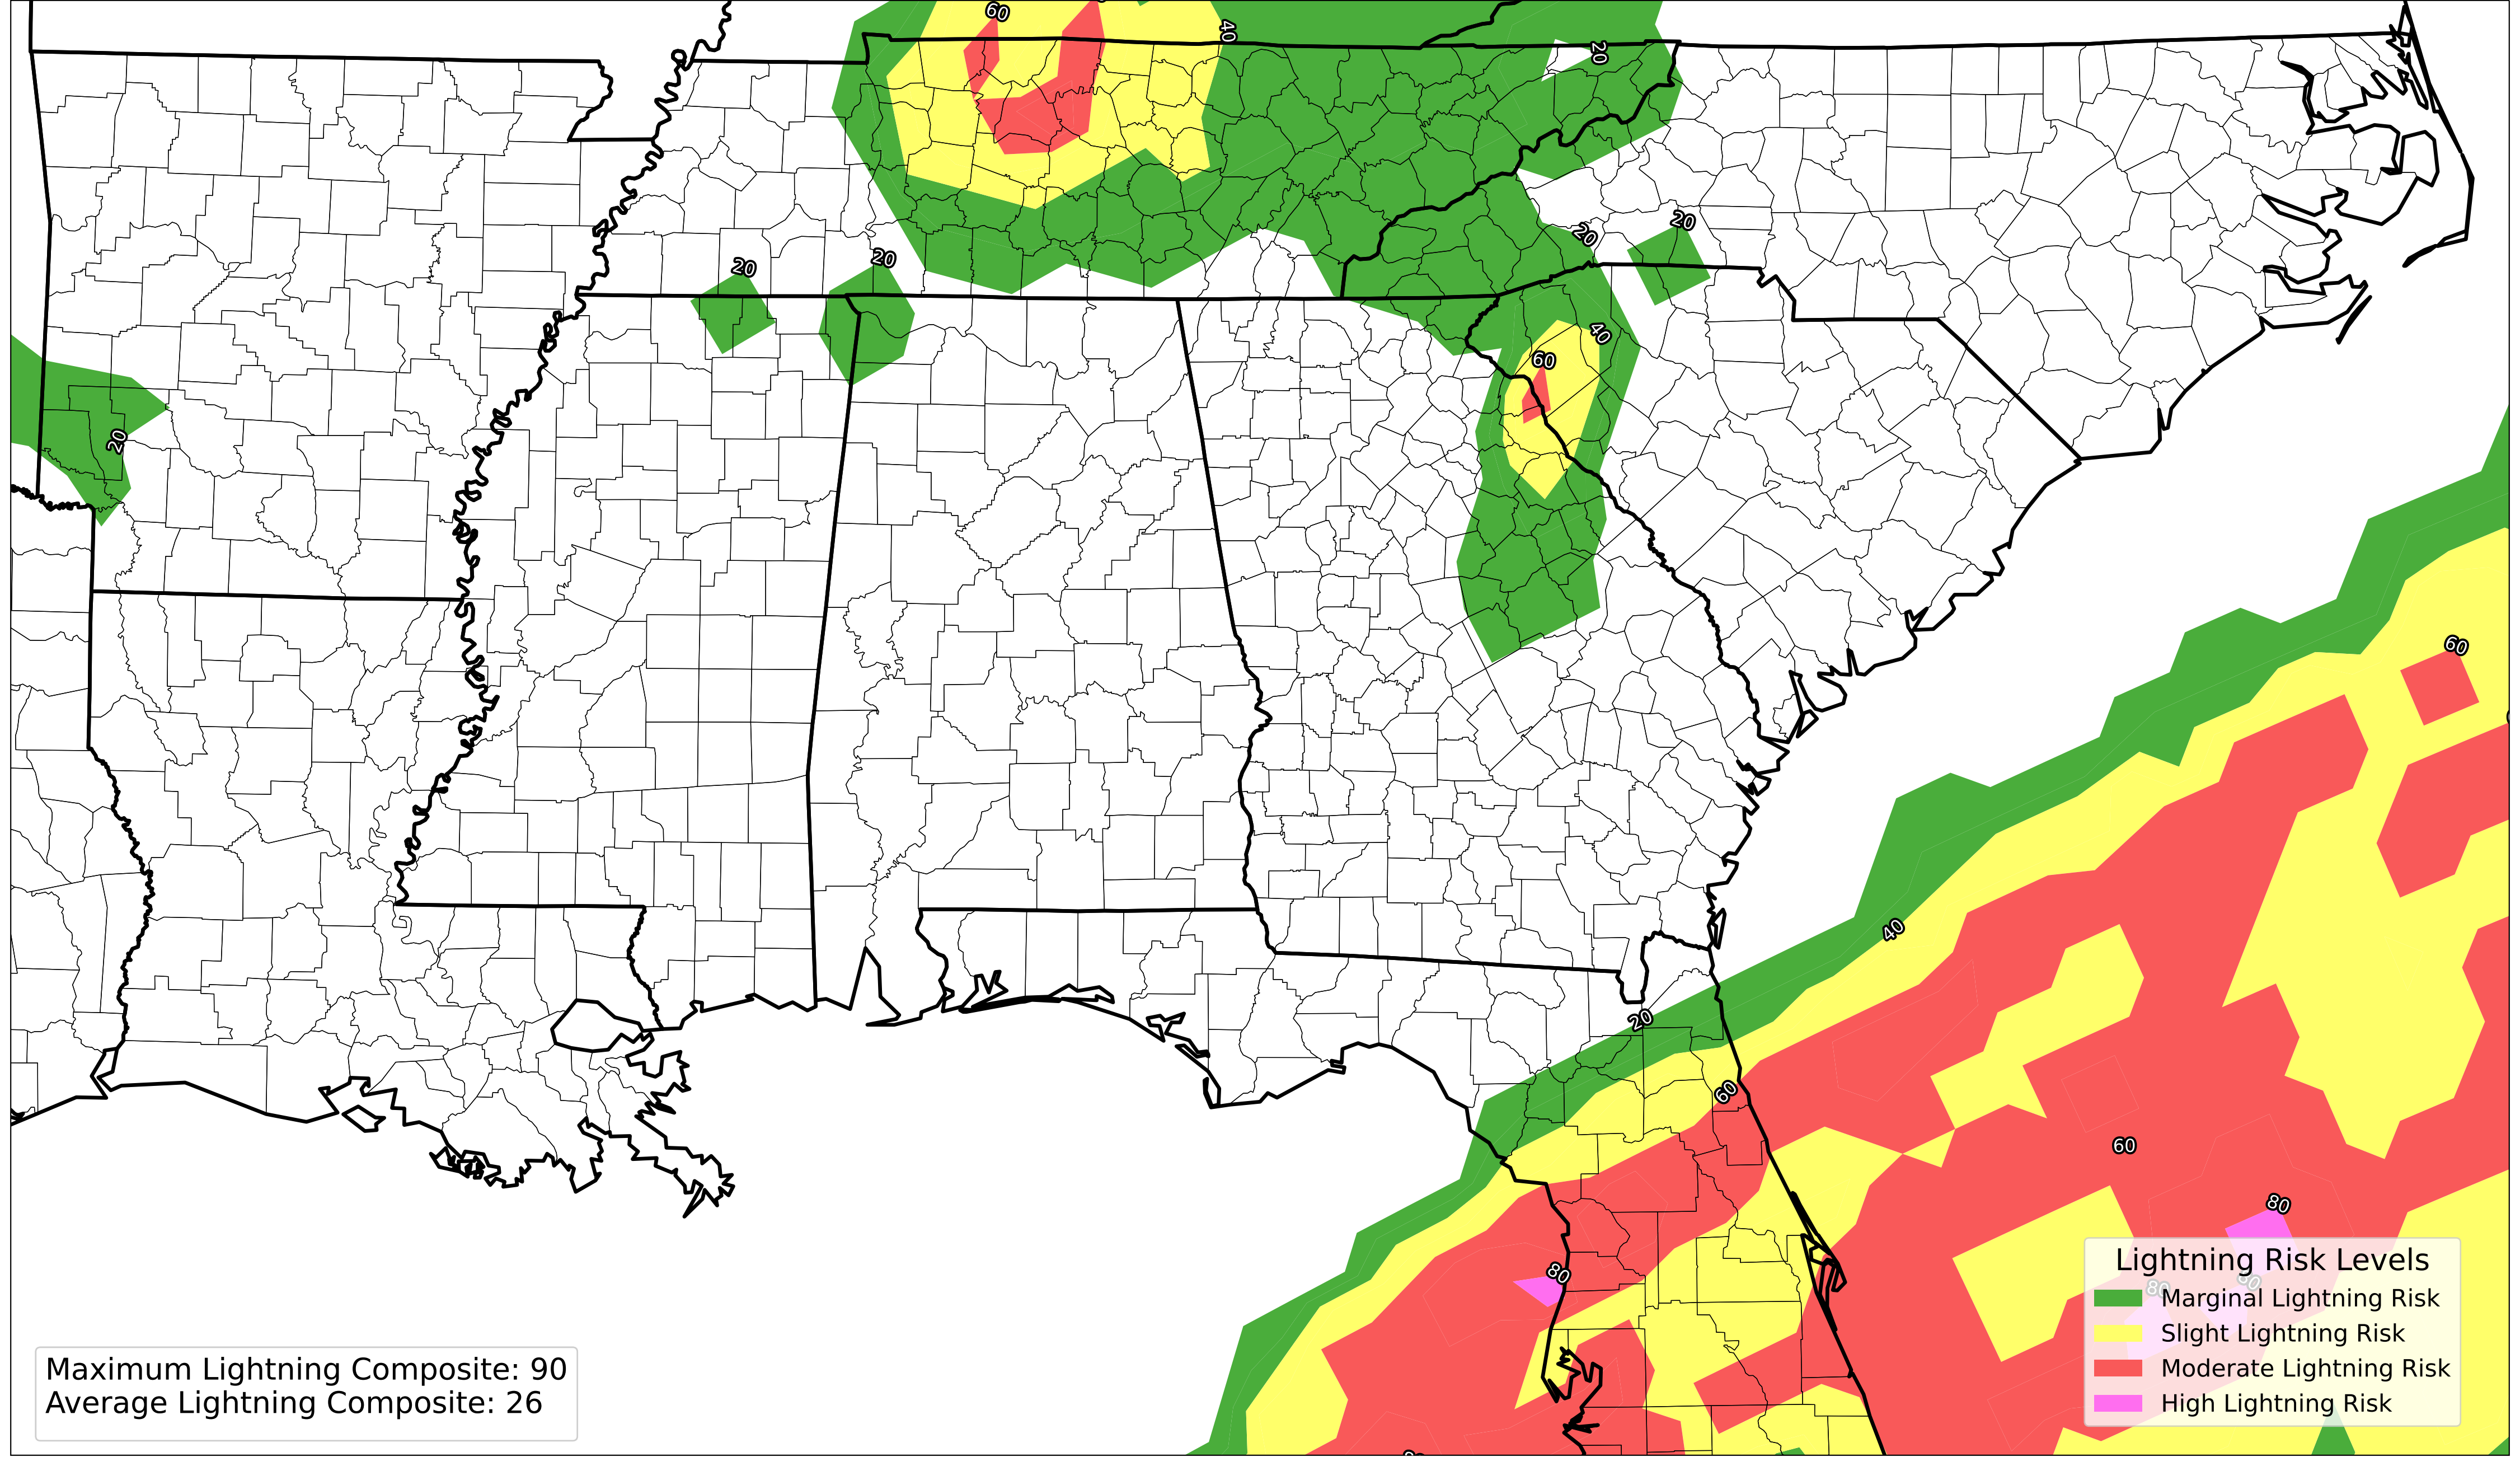 60
40
20
20
20
20
20
40
60
20
60
40
20
60
60
80
80
80
80
Lightning Risk Levels
Marginal Lightning Risk
Slight Lightning Risk
Moderate Lightning Risk
High Lightning Risk
Maximum Lightning Composite: 90
Average Lightning Composite: 26